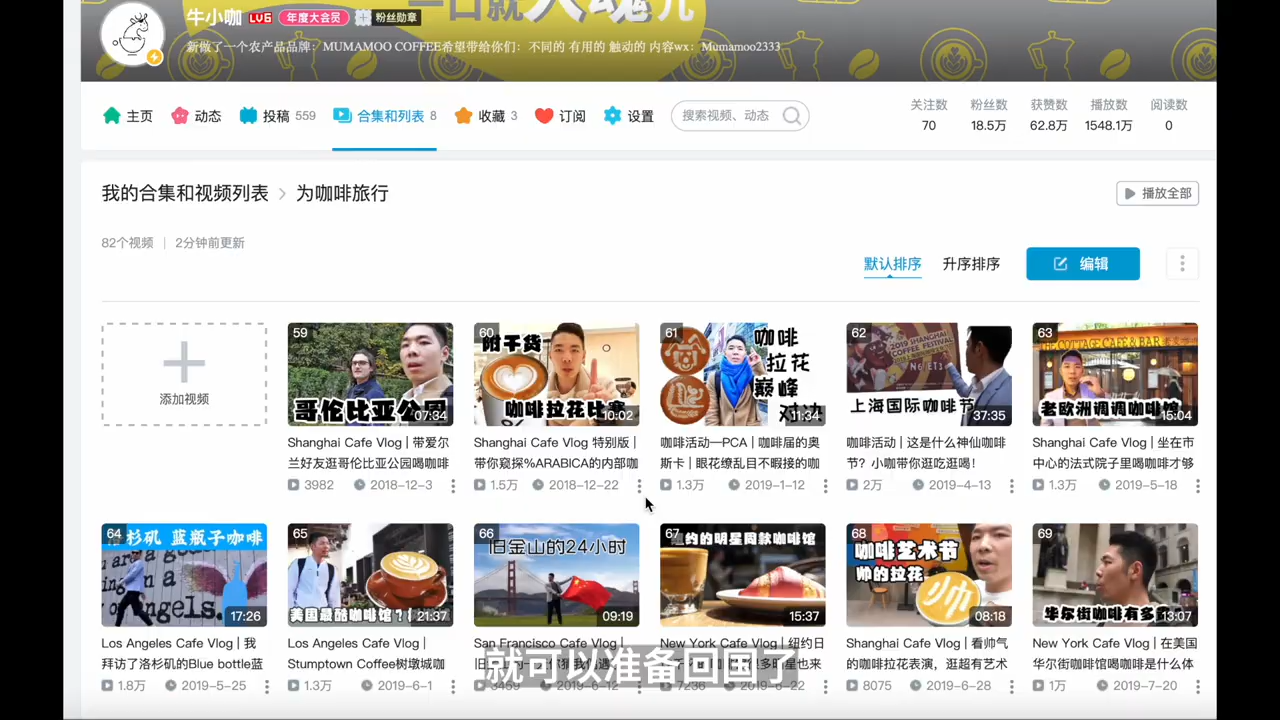 牛小咖 LV6 年度大会员 粉丝勋章
新做了一个农产品品牌：MUMAMOO COFFEE希望带给你们：不同的 有用的 触动的 内容wx：Mumamoo2333
主页 动态 投稿 559 合集和列表 8 收藏 3 订阅 设置 搜索视频、动态
关注数 粉丝数 获赞数 播放数 阅读数
70 18.5万 62.8万 1548.1万 0
我的合集和视频列表 > 为咖啡旅行
播放全部
82个视频 | 2分钟前更新
默认排序 升序排序 编辑
添加视频
59
哥伦比亚公园
07:34
Shanghai Cafe Vlog | 带爱尔
兰好友逛哥伦比亚公园喝咖啡
3982 2018-12-3
60
附干货
咖啡拉花比赛
10:02
Shanghai Cafe Vlog 特别版 |
带你窥探%ARABICA的内部咖
1.5万 2018-12-22
61
咖啡
拉花
巅峰
对决
11:34
咖啡活动—PCA | 咖啡届的奥
斯卡 | 眼花缭乱目不暇接的咖
1.3万 2019-1-12
62
上海国际咖啡节
37:35
咖啡活动 | 这是什么神仙咖啡
节？小咖带你逛吃逛喝！
2万 2019-4-13
63
THE COTTAGE CAFE BAR
老欧洲调调咖啡馆
15:04
Shanghai Cafe Vlog | 坐在市
中心的法式院子里喝咖啡才够
1.3万 2019-5-18
64
杉矶 蓝瓶子咖啡
17:26
Los Angeles Cafe Vlog | 我
拜访了洛杉矶的Blue bottle蓝
1.8万 2019-5-25
65
美国最酷咖啡馆？
21:37
Los Angeles Cafe Vlog |
Stumptown Coffee树墩城咖
1.3万 2019-6-1
66
旧金山的24小时
09:19
San Francisco Cafe Vlog |
3459 2019-6-12
67
约的明星同款咖啡馆
15:37
New York Cafe Vlog | 纽约日
很多明星也来
7236 2019-6-22
68
咖啡艺术节
帅的拉花
帅
08:18
Shanghai Cafe Vlog | 看帅气
的咖啡拉花表演，逛超有艺术
8075 2019-6-28
69
华尔街咖啡有多
13:07
New York Cafe Vlog | 在美国
华尔街咖啡馆喝咖啡是什么体
1万 2019-7-20
就可以准备回国了